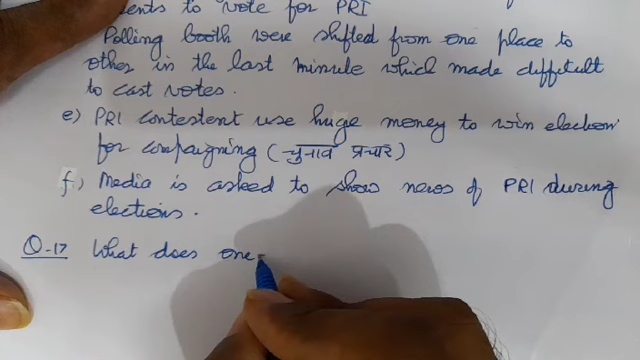 ents to vote for PRI
Polling booth were shifted from one place to
other in the last minute which made difficult
to cast votes.
e) PRI contestent use huge money to win election
for compaigning (चुनाव प्रचार)
f) Media is asked to show news of PRI during
elections.
Q-17 What does one